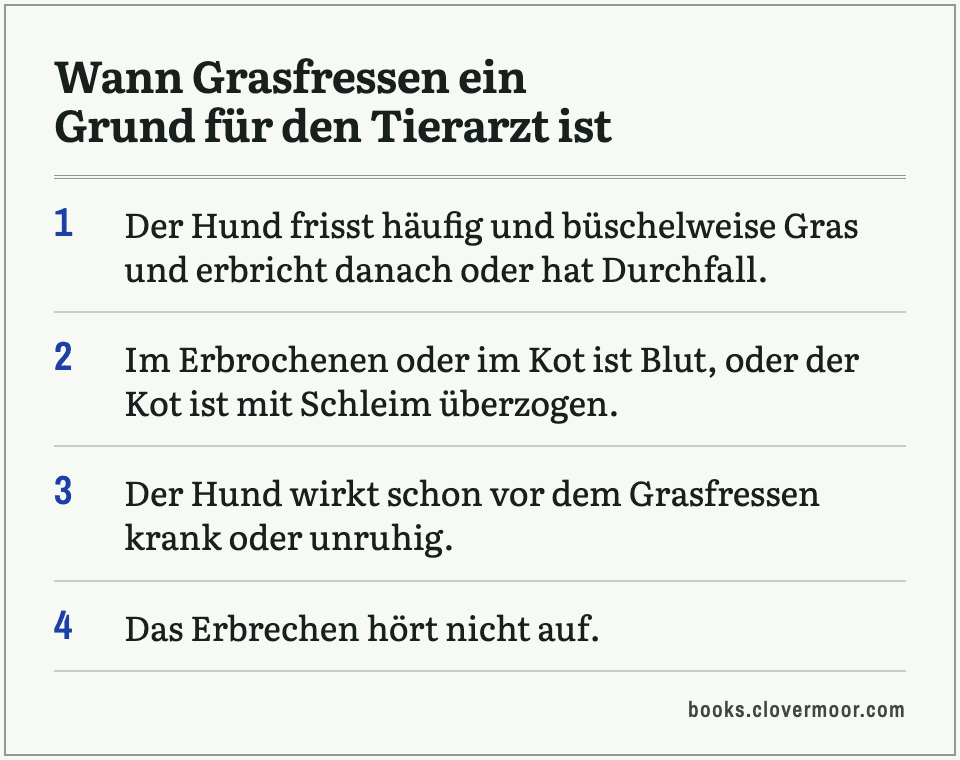 Wann Grasfressen ein
Grund für den Tierarzt ist
1 Der Hund frisst häufig und büschelweise Gras
und erbricht danach oder hat Durchfall.
2 Im Erbrochenen oder im Kot ist Blut, oder der
Kot ist mit Schleim überzogen.
3 Der Hund wirkt schon vor dem Grasfressen
krank oder unruhig.
4 Das Erbrechen hört nicht auf.
books.clovermoor.com